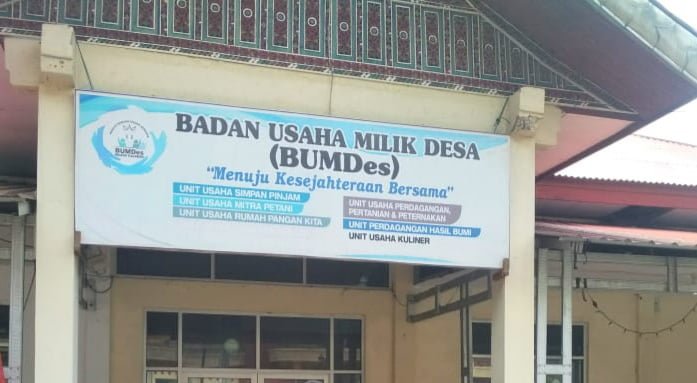 BADAN USAHA MILIK DESA
(BUMDes)
"Menuju Kesejahteraan Bersama"
UNIT USAHA SIMPAN PINJAM
UNIT USAHA MITRA PETANI
UNIT USAHA RUMAH PANGAN KITA
UNIT USAHA PERDAGANGAN,
PERTANIAN & PETERNAKAN
UNIT PERDAGANGAN HASIL BUMI
UNIT USAHA KULINER
BUMDes